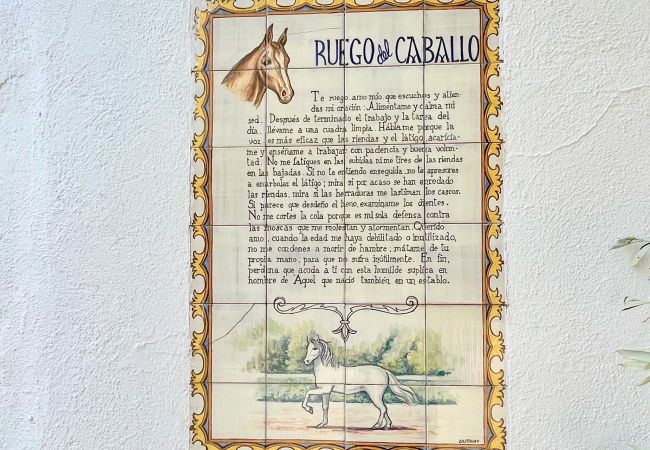 RUEGO del CABALLO
Te ruego, amo mío, que escuches y atien-
das mi oración: Aliméntame y calma mi
sed. Después de terminado el trabajo y la tarea del
día, llévame a una cuadra limpia. Háblame porque la
voz es más eficaz que las riendas y el látigo, acaricia-
me y enséñame a trabajar con paciencia y buena volun-
tad. No me fatigues en las subidas ni me tires de las riendas
en las bajadas. Si no te entiendo enseguida, no te apresures
a enarbolar el látigo; mira si por acaso se han enredado
las riendas, mira si las herraduras me lastiman los cascos.
Si parece que desdeño el heno, examíname los dientes.
No me cortes la cola porque es mi sola defensa contra
las moscas que me molestan y atormentan. Querido
amo, cuando la edad me haya debilitado o inutilizado,
no me condenes a morir de hambre; mátame de tu
propia mano, para que no sufra inútilmente. En fin,
perdona que acuda a tí con esta humilde suplica en
nombre de Aquel que nació también en un establo.